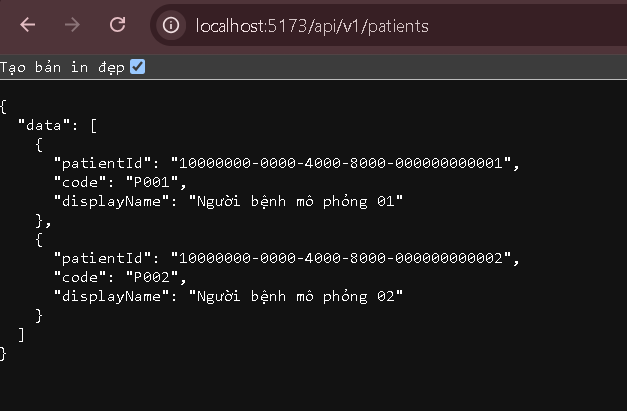 localhost:5173/api/v1/patients
Tạo bản in đẹp
{
  "data": [
    {
      "patientId": "10000000-0000-4000-8000-000000000001",
      "code": "P001",
      "displayName": "Người bệnh mô phỏng 01"
    },
    {
      "patientId": "10000000-0000-4000-8000-000000000002",
      "code": "P002",
      "displayName": "Người bệnh mô phỏng 02"
    }
  ]
}